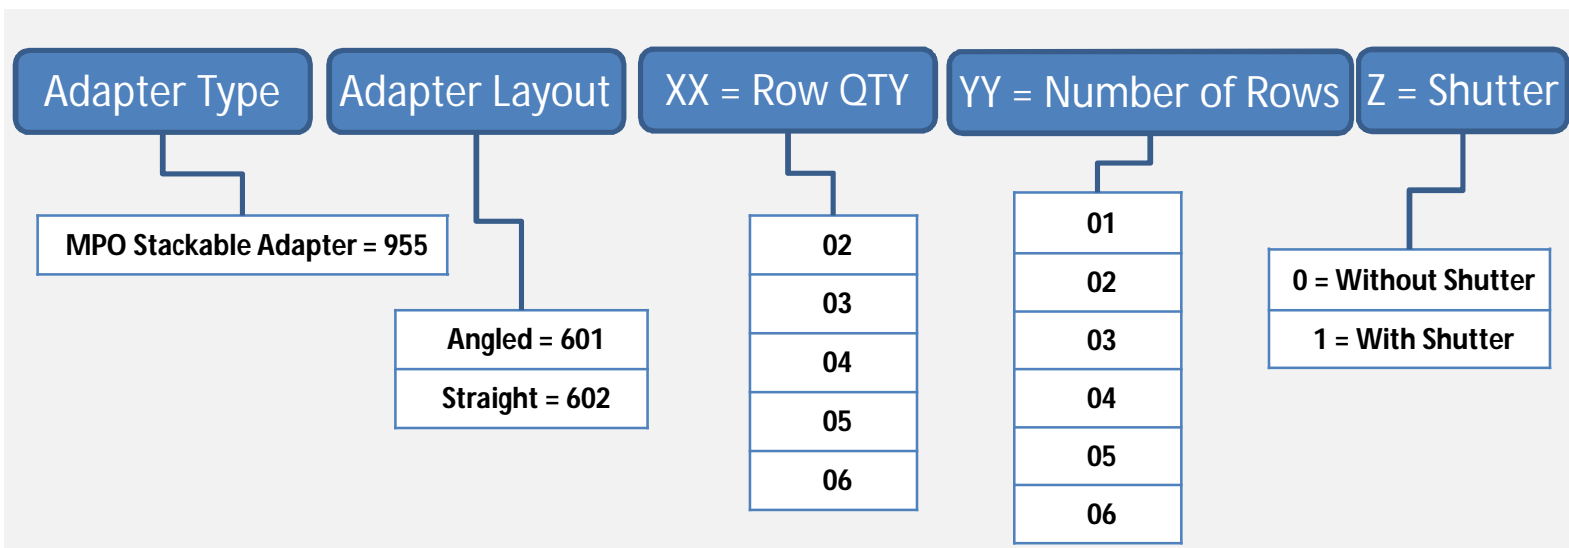 Adapter Type
Adapter Layout
XX = Row QTY
YY = Number of Rows
Z = Shutter
MPO Stackable Adapter = 955
Angled = 601
Straight = 602
02
03
04
05
06
01
02
03
04
05
06
0 = Without Shutter
1 = With Shutter